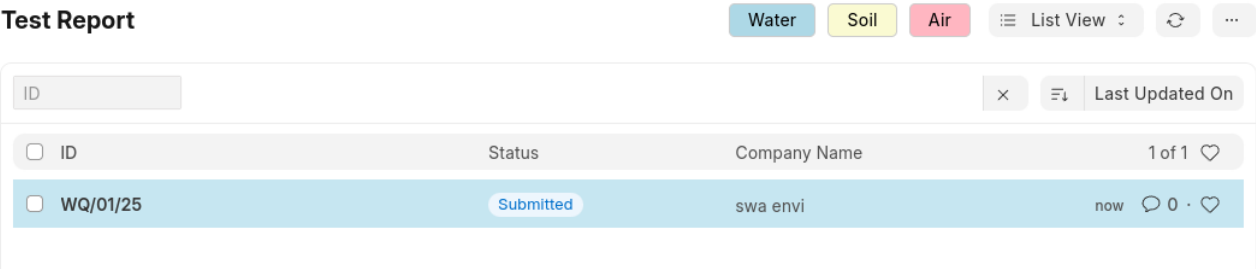 Test Report Water Soil Air List View ...
ID × Last Updated On
ID Status Company Name 1 of 1
WQ/01/25 Submitted swa envi now 0 ·